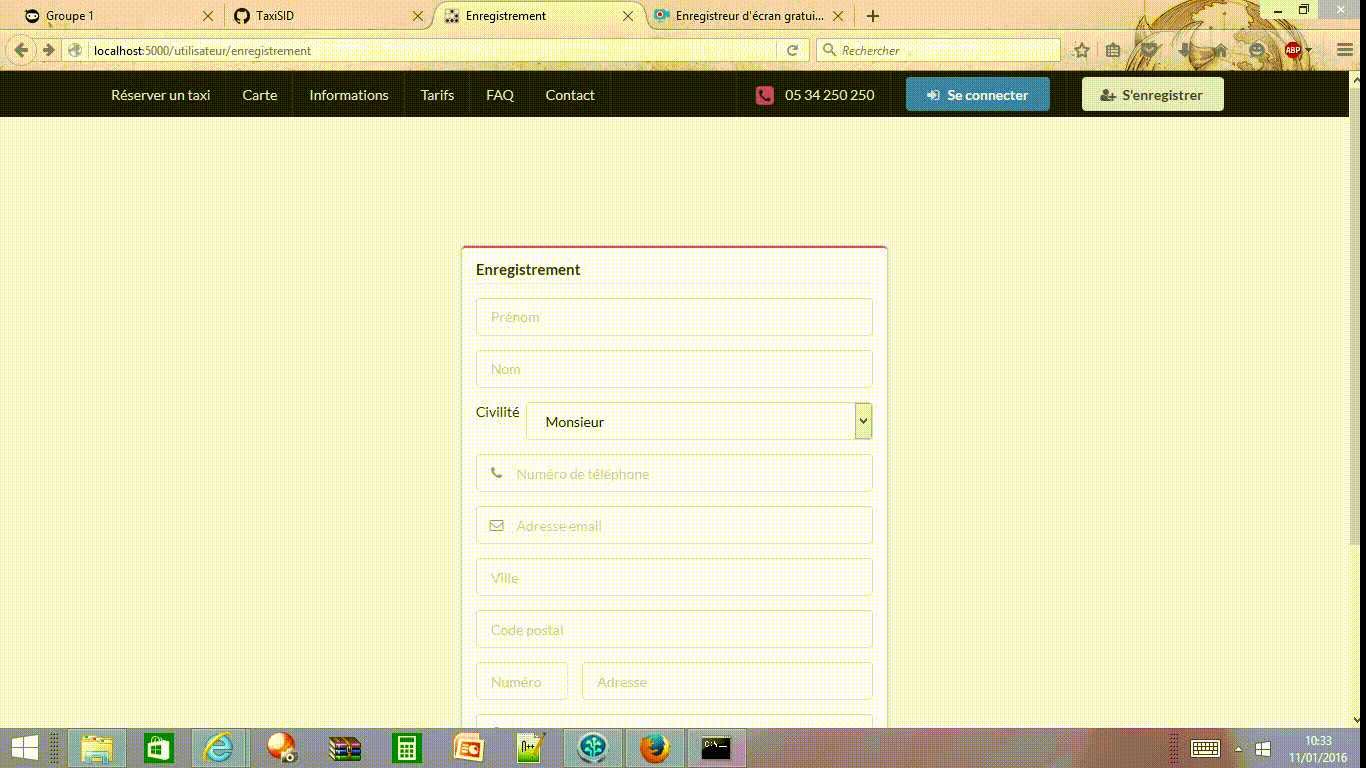 Groupe 1
TaxiSID
Enregistrement
Enregistreur d'écran gratui...
localhost:5000/utilisateur/enregistrement
Rechercher
ABP
Réserver un taxi
Carte
Informations
Tarifs
FAQ
Contact
05 34 250 250
Se connecter
S'enregistrer
Enregistrement
Prénom
Nom
Civilité
Monsieur
Numéro de téléphone
Adresse email
Ville
Code postal
Numéro
Adresse
10:33
11/01/2016